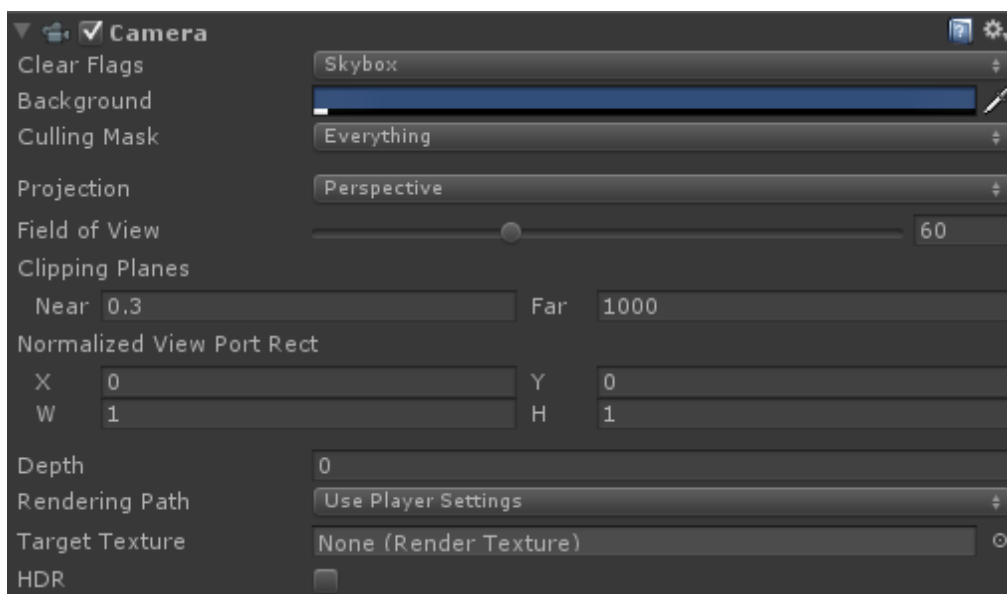 Camera
Clear Flags Skybox
Background
Culling Mask Everything
Projection Perspective
Field of View 60
Clipping Planes
Near 0.3 Far 1000
Normalized View Port Rect
X 0 Y 0
W 1 H 1
Depth 0
Rendering Path Use Player Settings
Target Texture None (Render Texture)
HDR